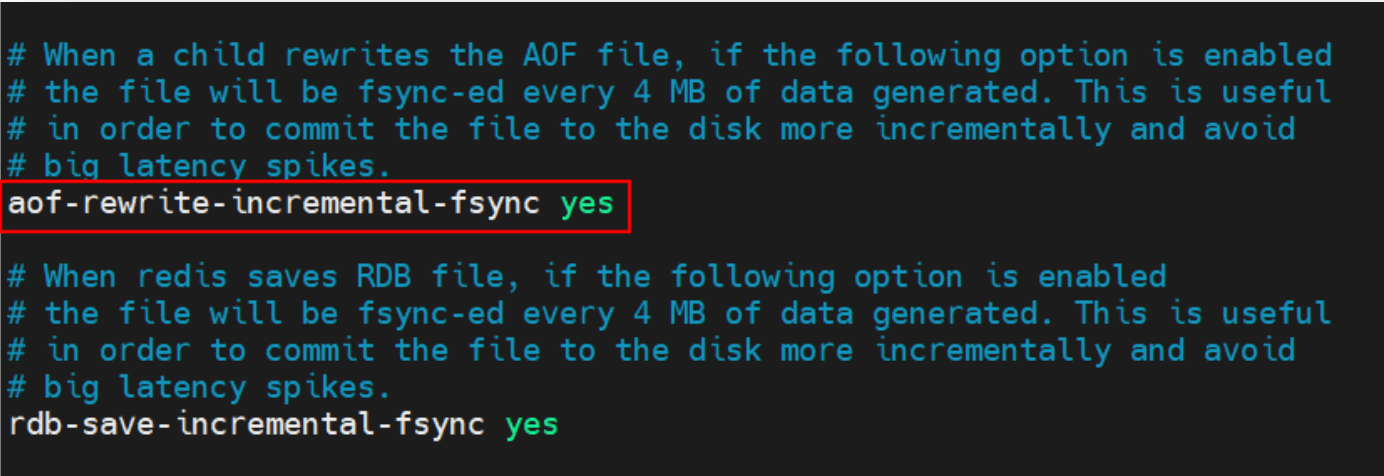 # When a child rewrites the AOF file, if the following option is enabled
# the file will be fsync-ed every 4 MB of data generated. This is useful
# in order to commit the file to the disk more incrementally and avoid
# big latency spikes.
aof-rewrite-incremental-fsync yes
# When redis saves RDB file, if the following option is enabled
# the file will be fsync-ed every 4 MB of data generated. This is useful
# in order to commit the file to the disk more incrementally and avoid
# big latency spikes.
rdb-save-incremental-fsync yes